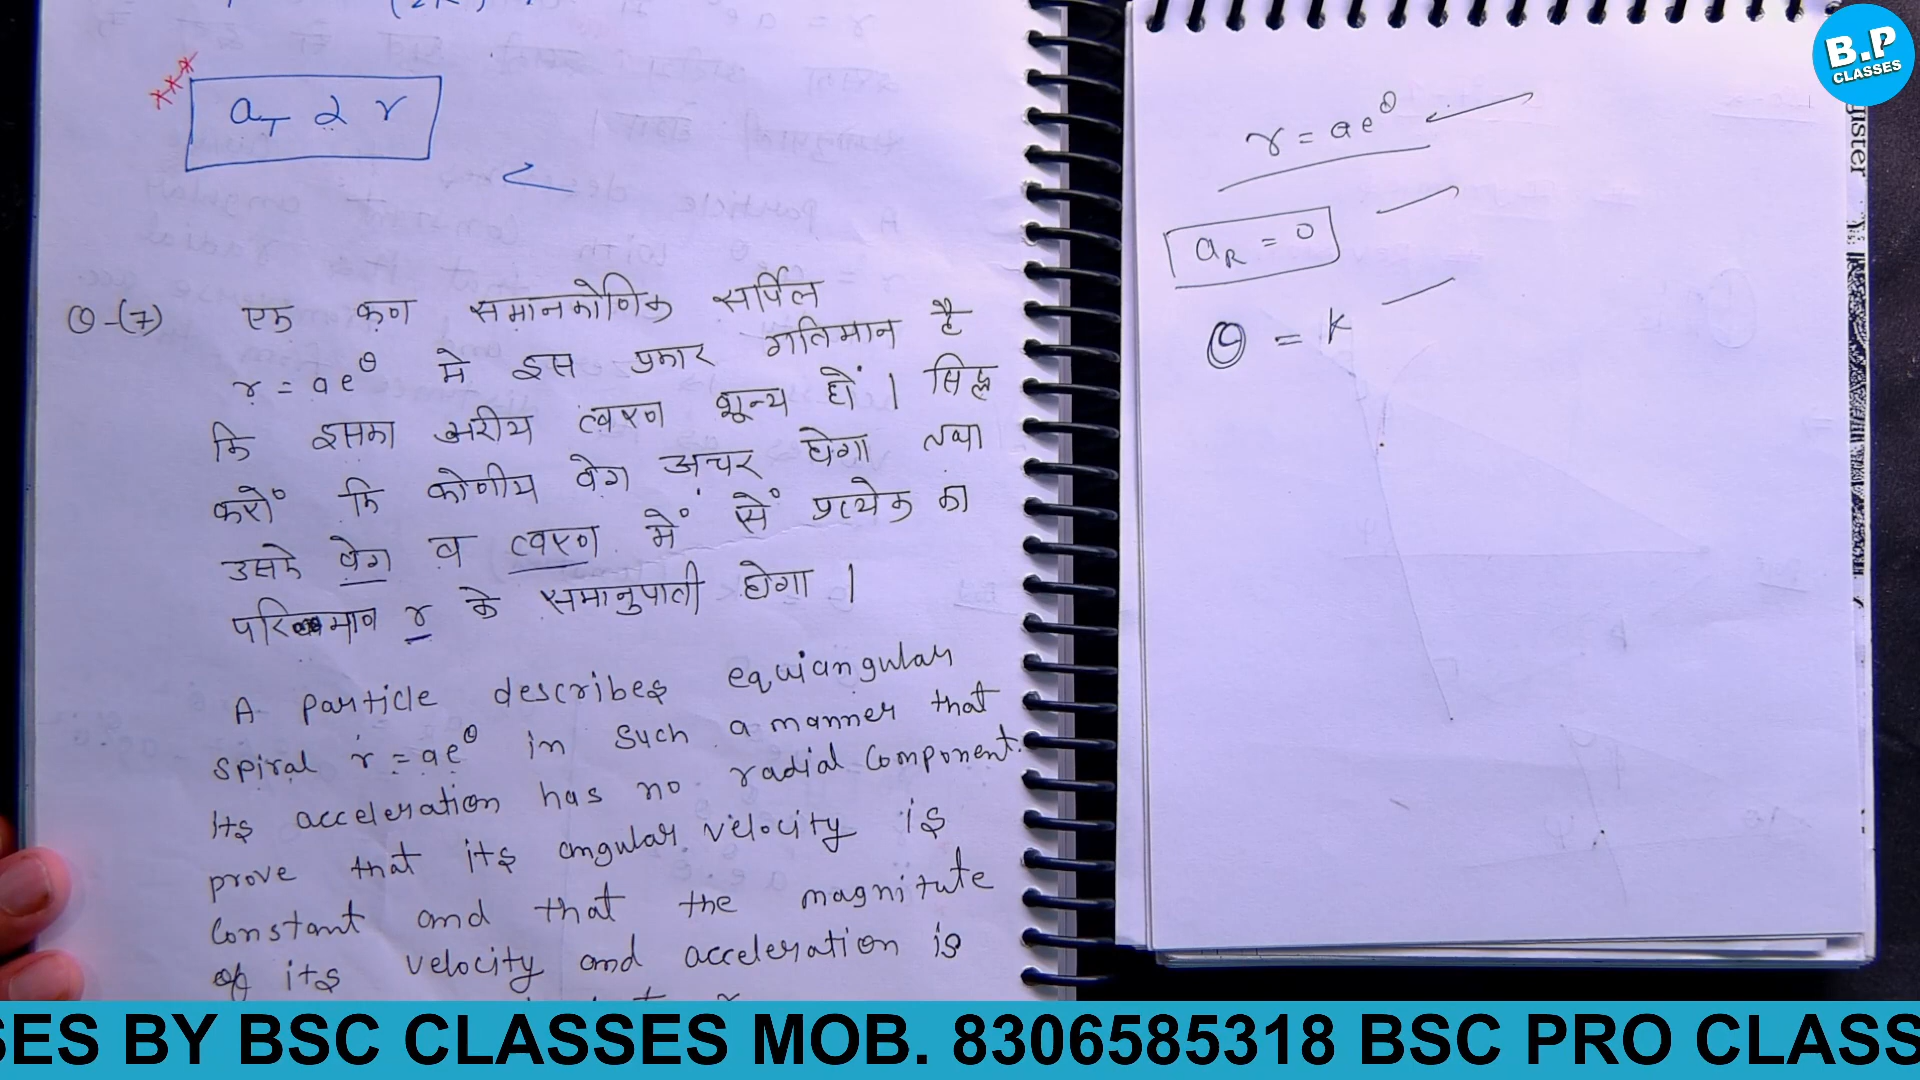 a_T α r
Q-(7) एक कण समानकोणिक सर्पिल
r = ae^θ मे इस प्रकार गतिमान है
कि इसका अरीय त्वरण शून्य हों । सिद्ध
करों कि कोणीय वेग अचर होगा तथा
उसके वेग व त्वरण में से प्रत्येक का
परिमाण r के समानुपाती होगा ।
A particle describes equiangular
spiral r = ae^θ in such a manner that
its acceleration has no radial component.
prove that its angular velocity is
constant and that the magnitute
of its velocity and acceleration is
r = ae^θ
a_R = 0
θ = k
B.P
CLASSES
gister
SES BY BSC CLASSES MOB. 8306585318 BSC PRO CLASS